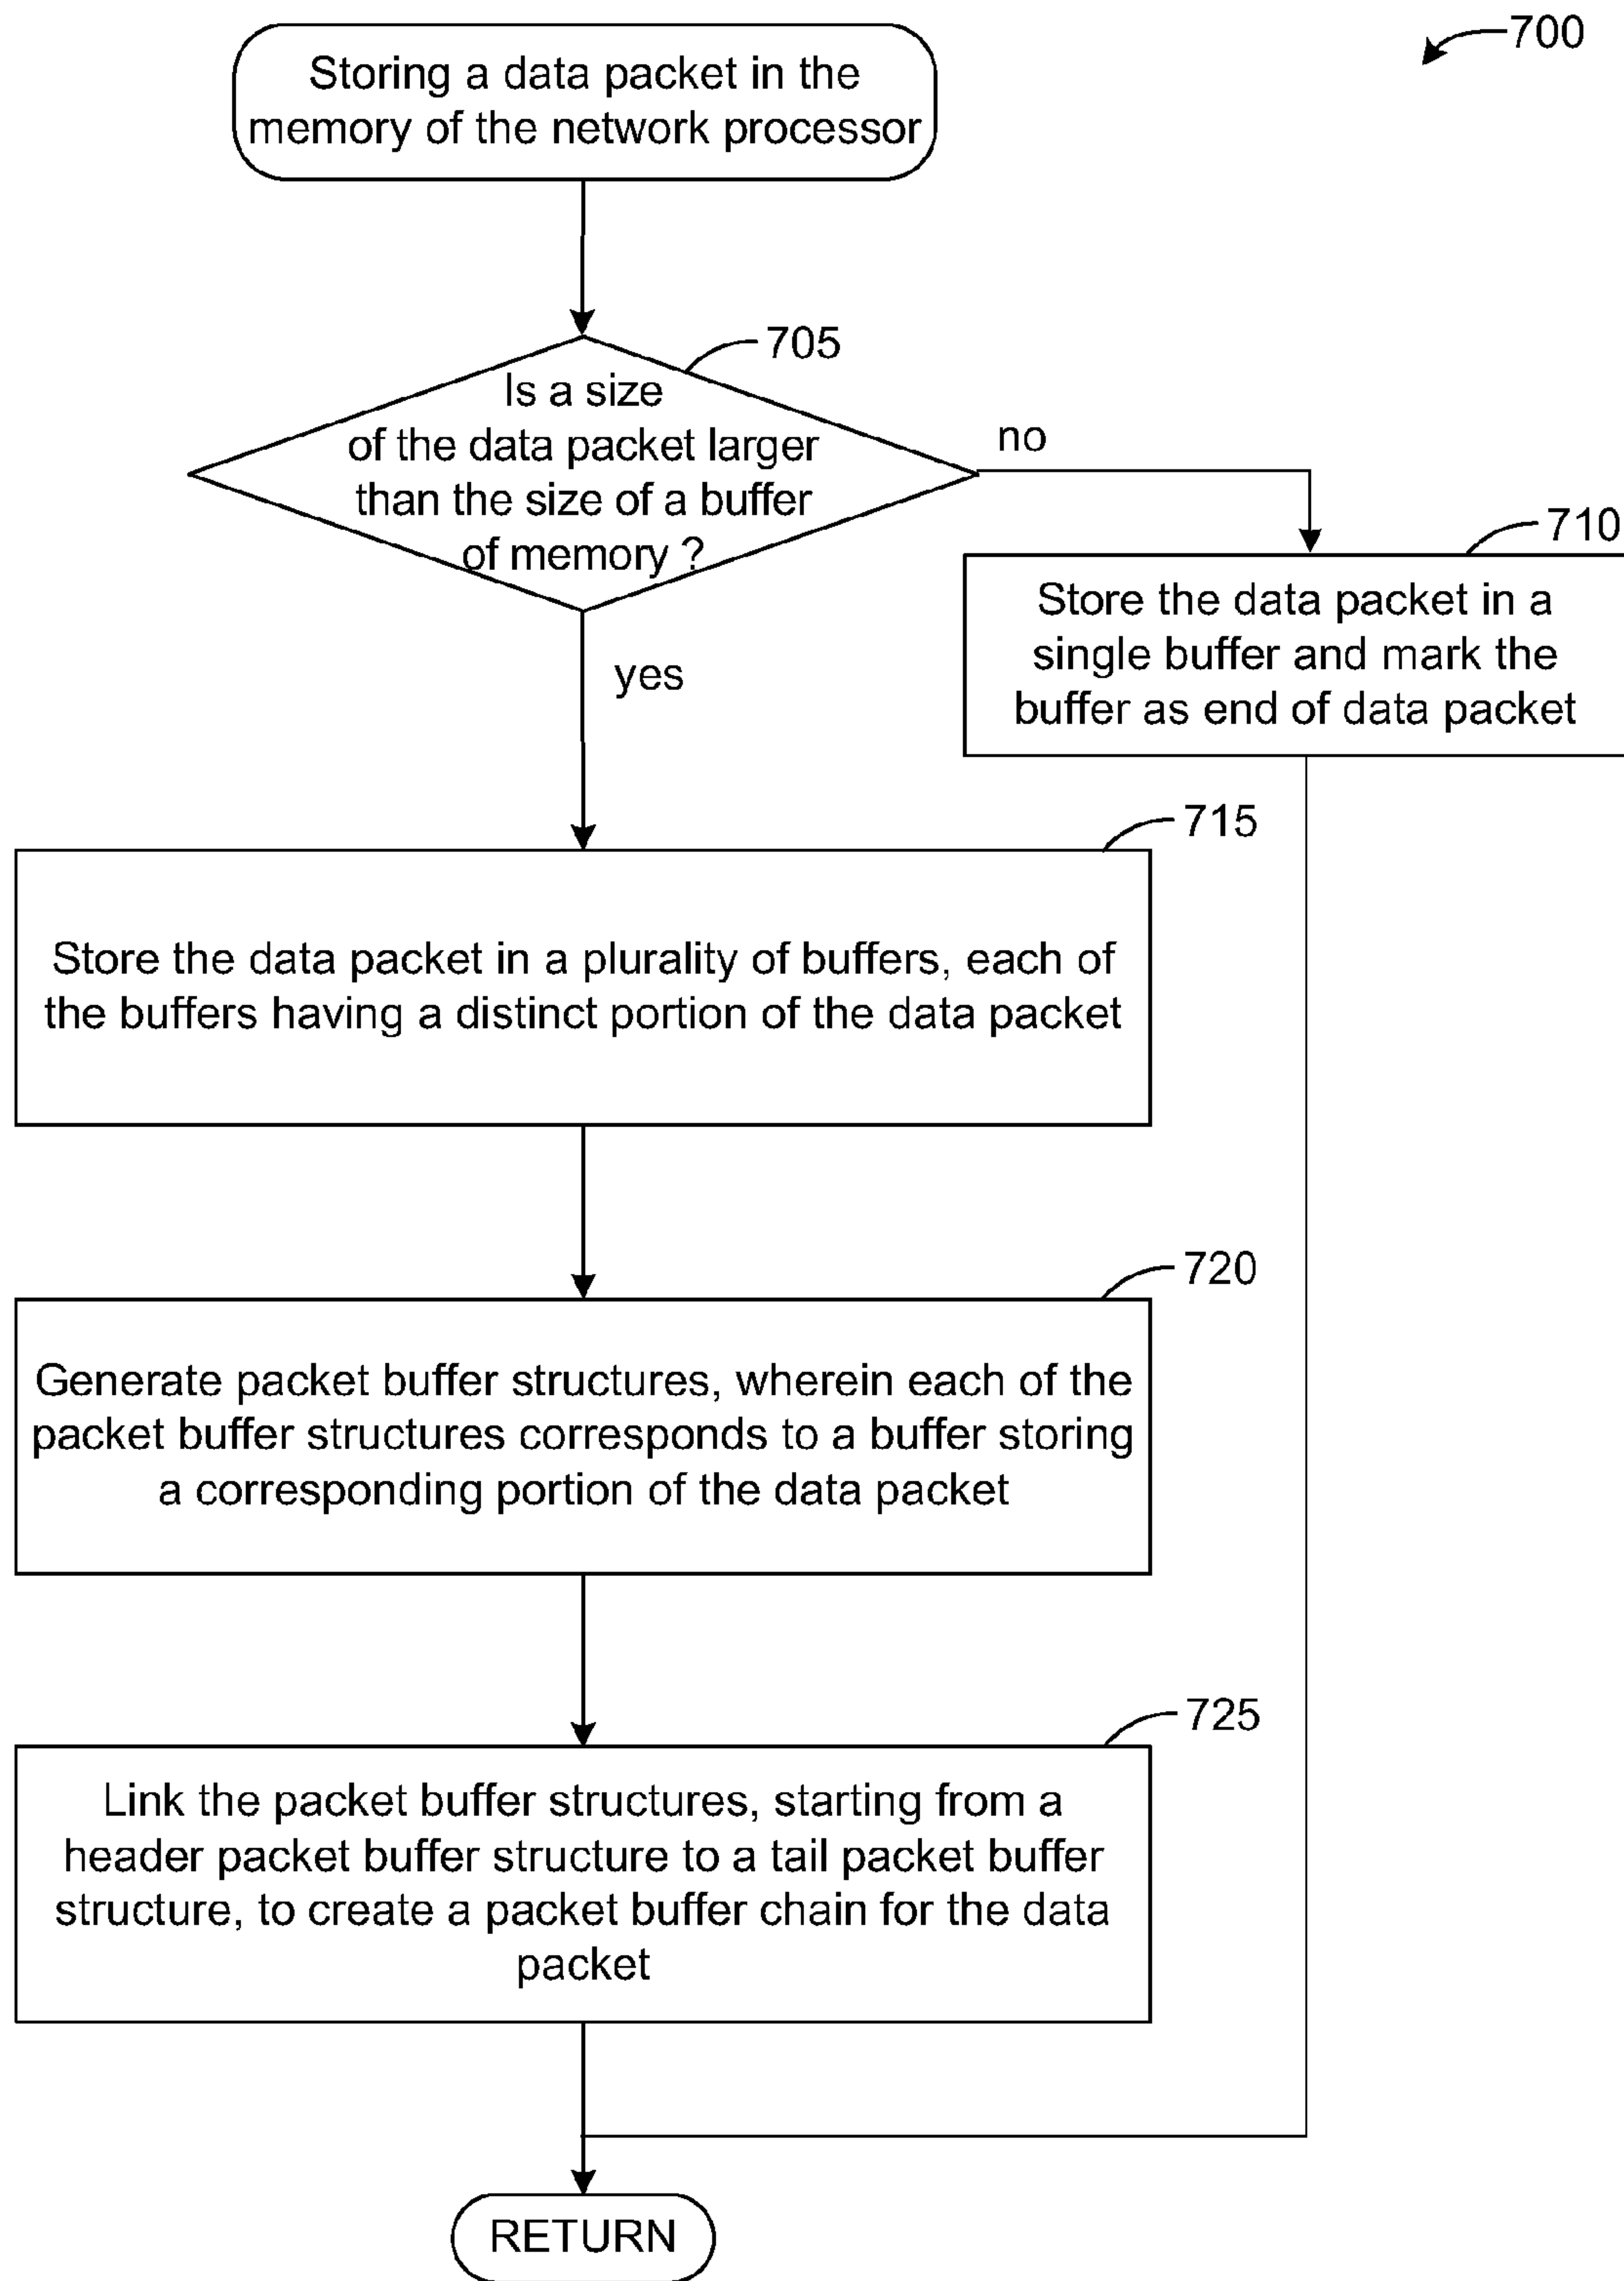 700
Storing a data packet in the
memory of the network processor
705
Is a size
of the data packet larger
than the size of a buffer
of memory ?
no
710
Store the data packet in a
single buffer and mark the
buffer as end of data packet
yes
715
Store the data packet in a plurality of buffers, each of
the buffers having a distinct portion of the data packet
720
Generate packet buffer structures, wherein each of the
packet buffer structures corresponds to a buffer storing
a corresponding portion of the data packet
725
Link the packet buffer structures, starting from a
header packet buffer structure to a tail packet buffer
structure, to create a packet buffer chain for the data
packet
RETURN